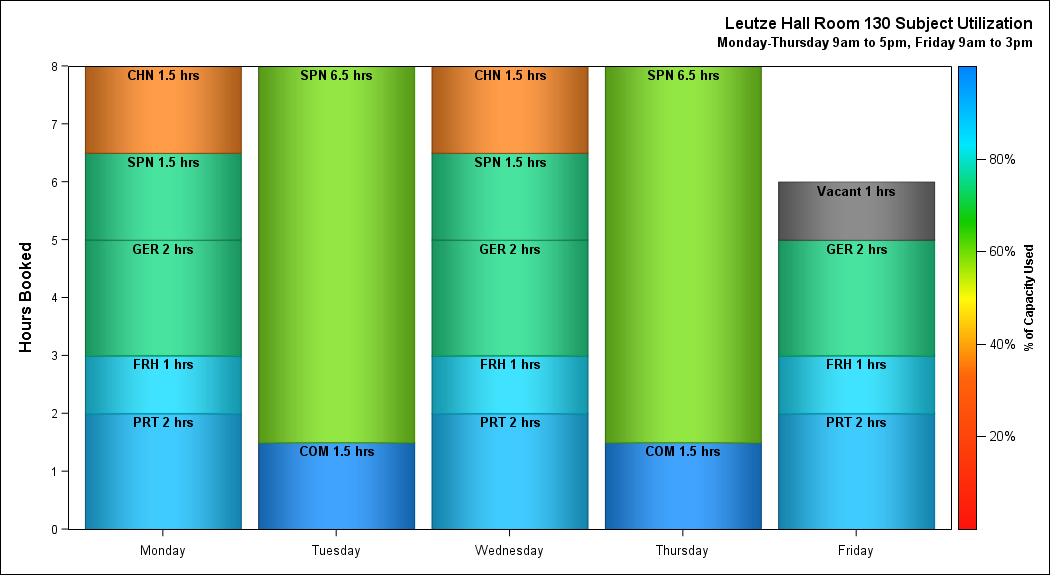 Leutze Hall Room 130 Subject Utilization
Monday-Thursday 9am to 5pm, Friday 9am to 3pm
Hours Booked
8
7
6
5
4
3
2
1
0
CHN 1.5 hrs
SPN 1.5 hrs
GER 2 hrs
FRH 1 hrs
PRT 2 hrs
SPN 6.5 hrs
COM 1.5 hrs
CHN 1.5 hrs
SPN 1.5 hrs
GER 2 hrs
FRH 1 hrs
PRT 2 hrs
SPN 6.5 hrs
COM 1.5 hrs
Vacant 1 hrs
GER 2 hrs
FRH 1 hrs
PRT 2 hrs
Monday
Tuesday
Wednesday
Thursday
Friday
80%
60%
40%
20%
% of Capacity Used